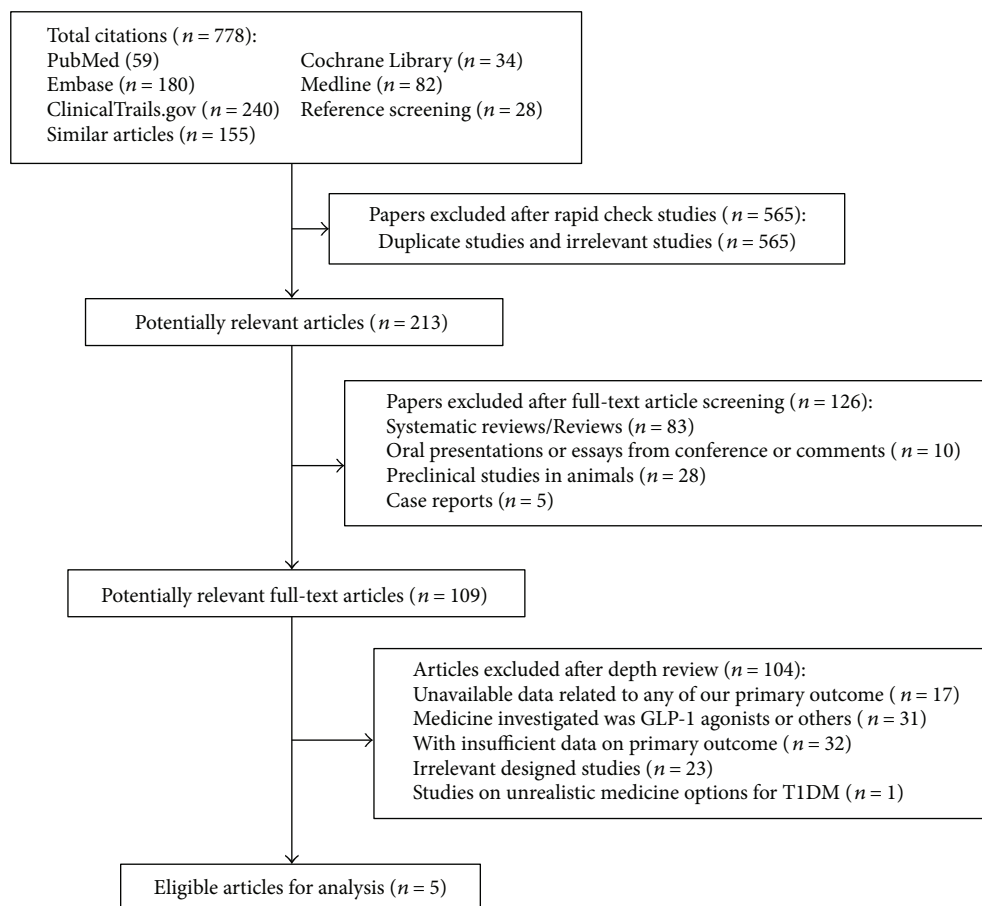 Total citations (n = 778):
PubMed (59) Cochrane Library (n = 34)
Embase (n = 180) Medline (n = 82)
ClinicalTrails.gov (n = 240) Reference screening (n = 28)
Similar articles (n = 155)
Papers excluded after rapid check studies (n = 565):
Duplicate studies and irrelevant studies (n = 565)
Potentially relevant articles (n = 213)
Papers excluded after full-text article screening (n = 126):
Systematic reviews/Reviews (n = 83)
Oral presentations or essays from conference or comments (n = 10)
Preclinical studies in animals (n = 28)
Case reports (n = 5)
Potentially relevant full-text articles (n = 109)
Articles excluded after depth review (n = 104):
Unavailable data related to any of our primary outcome (n = 17)
Medicine investigated was GLP-1 agonists or others (n = 31)
With insufficient data on primary outcome (n = 32)
Irrelevant designed studies (n = 23)
Studies on unrealistic medicine options for T1DM (n = 1)
Eligible articles for analysis (n = 5)